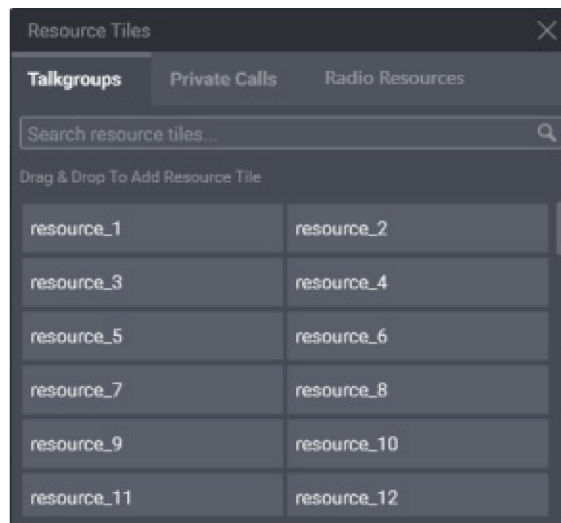 Resource Tiles
Talkgroups Private Calls Radio Resources
Search resource tiles...
Drag & Drop To Add Resource Tile
resource_1 resource_2
resource_3 resource_4
resource_5 resource_6
resource_7 resource_8
resource_9 resource_10
resource_11 resource_12